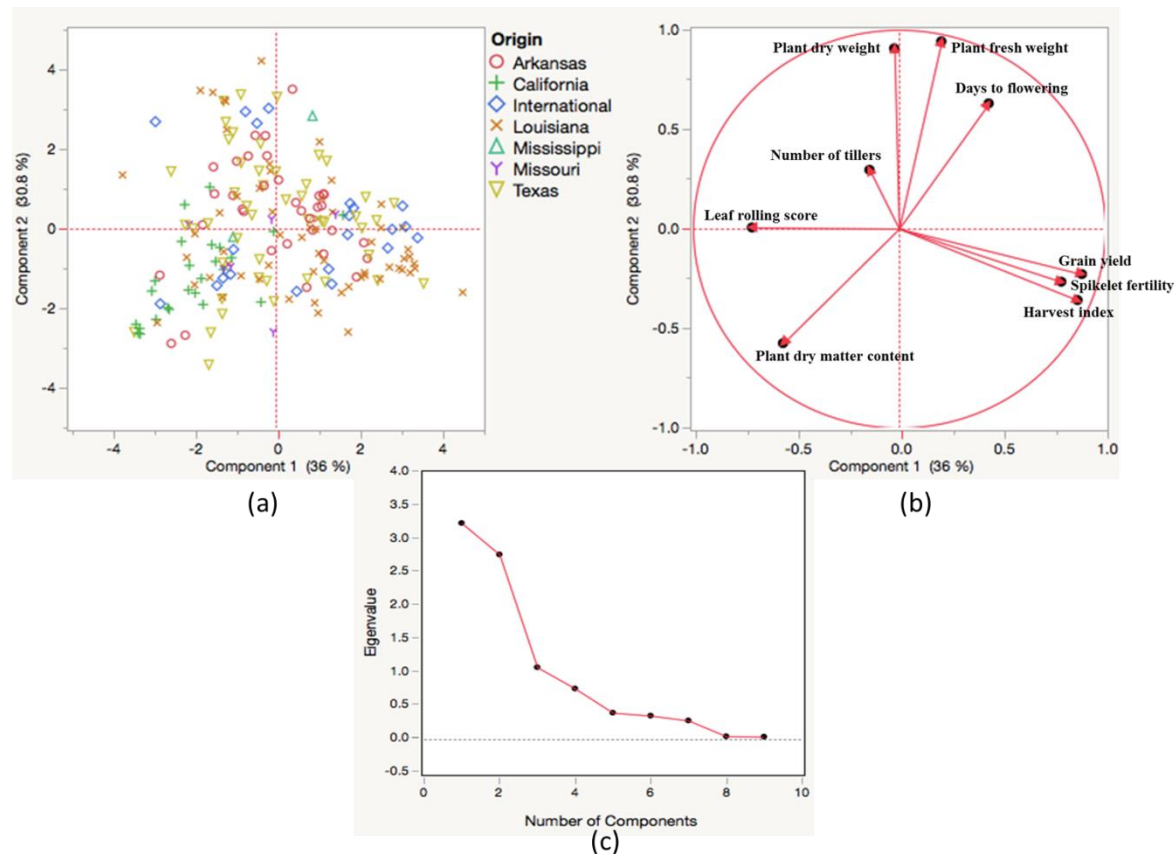 4
2
0
-2
-4
-4
-2
0
2
4
Component 2 (30.8 %)
Component 1 (36 %)
Origin
Arkansas
California
International
Louisiana
Mississippi
Missouri
Texas
(a)
1.0
0.5
0.0
-0.5
-1.0
-1.0
-0.5
0.0
0.5
1.0
Component 2 (30.8 %)
Component 1 (36 %)
Plant dry weight
Plant fresh weight
Days to flowering
Number of tillers
Leaf rolling score
Grain yield
Spikelet fertility
Harvest index
Plant dry matter content
(b)
4.0
3.5
3.0
2.5
2.0
1.5
1.0
0.5
0.0
-0.5
0
2
4
6
8
10
Eigenvalue
Number of Components
(c)